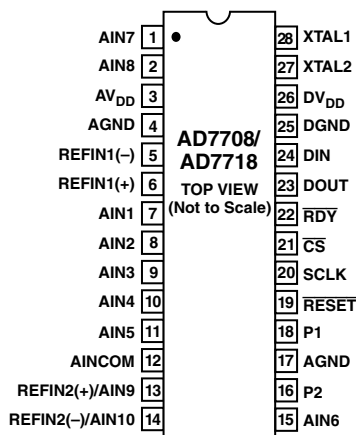 AIN7 1 28 XTAL1
AIN8 2 27 XTAL2
AVDD 3 26 DVDD
AGND 4 25 DGND
REFIN1(–) 5 24 DIN
REFIN1(+) 6 23 DOUT
AIN1 7 22 RDY
AIN2 8 21 CS
AIN3 9 20 SCLK
AIN4 10 19 RESET
AIN5 11 18 P1
AINCOM 12 17 AGND
REFIN2(+)/AIN9 13 16 P2
REFIN2(–)/AIN10 14 15 AIN6
AD7708/
AD7718
TOP VIEW
(Not to Scale)